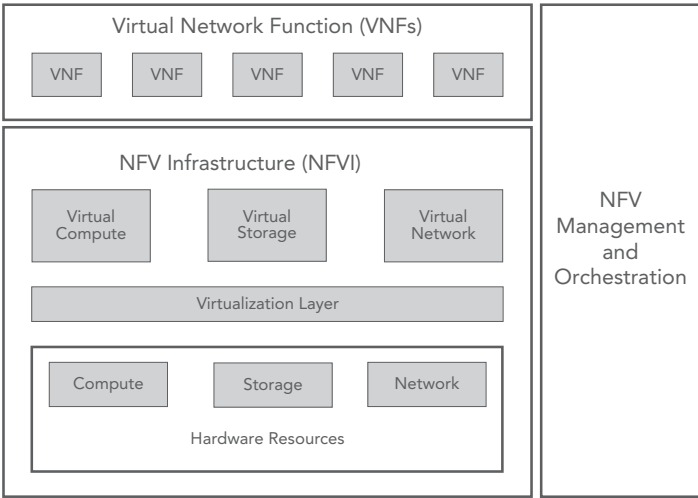 Virtual Network Function (VNFs)
VNF VNF VNF VNF VNF
NFV Infrastructure (NFVI)
Virtual
Compute
Virtual
Storage
Virtual
Network
Virtualization Layer
Compute Storage Network
Hardware Resources
NFV
Management
and
Orchestration